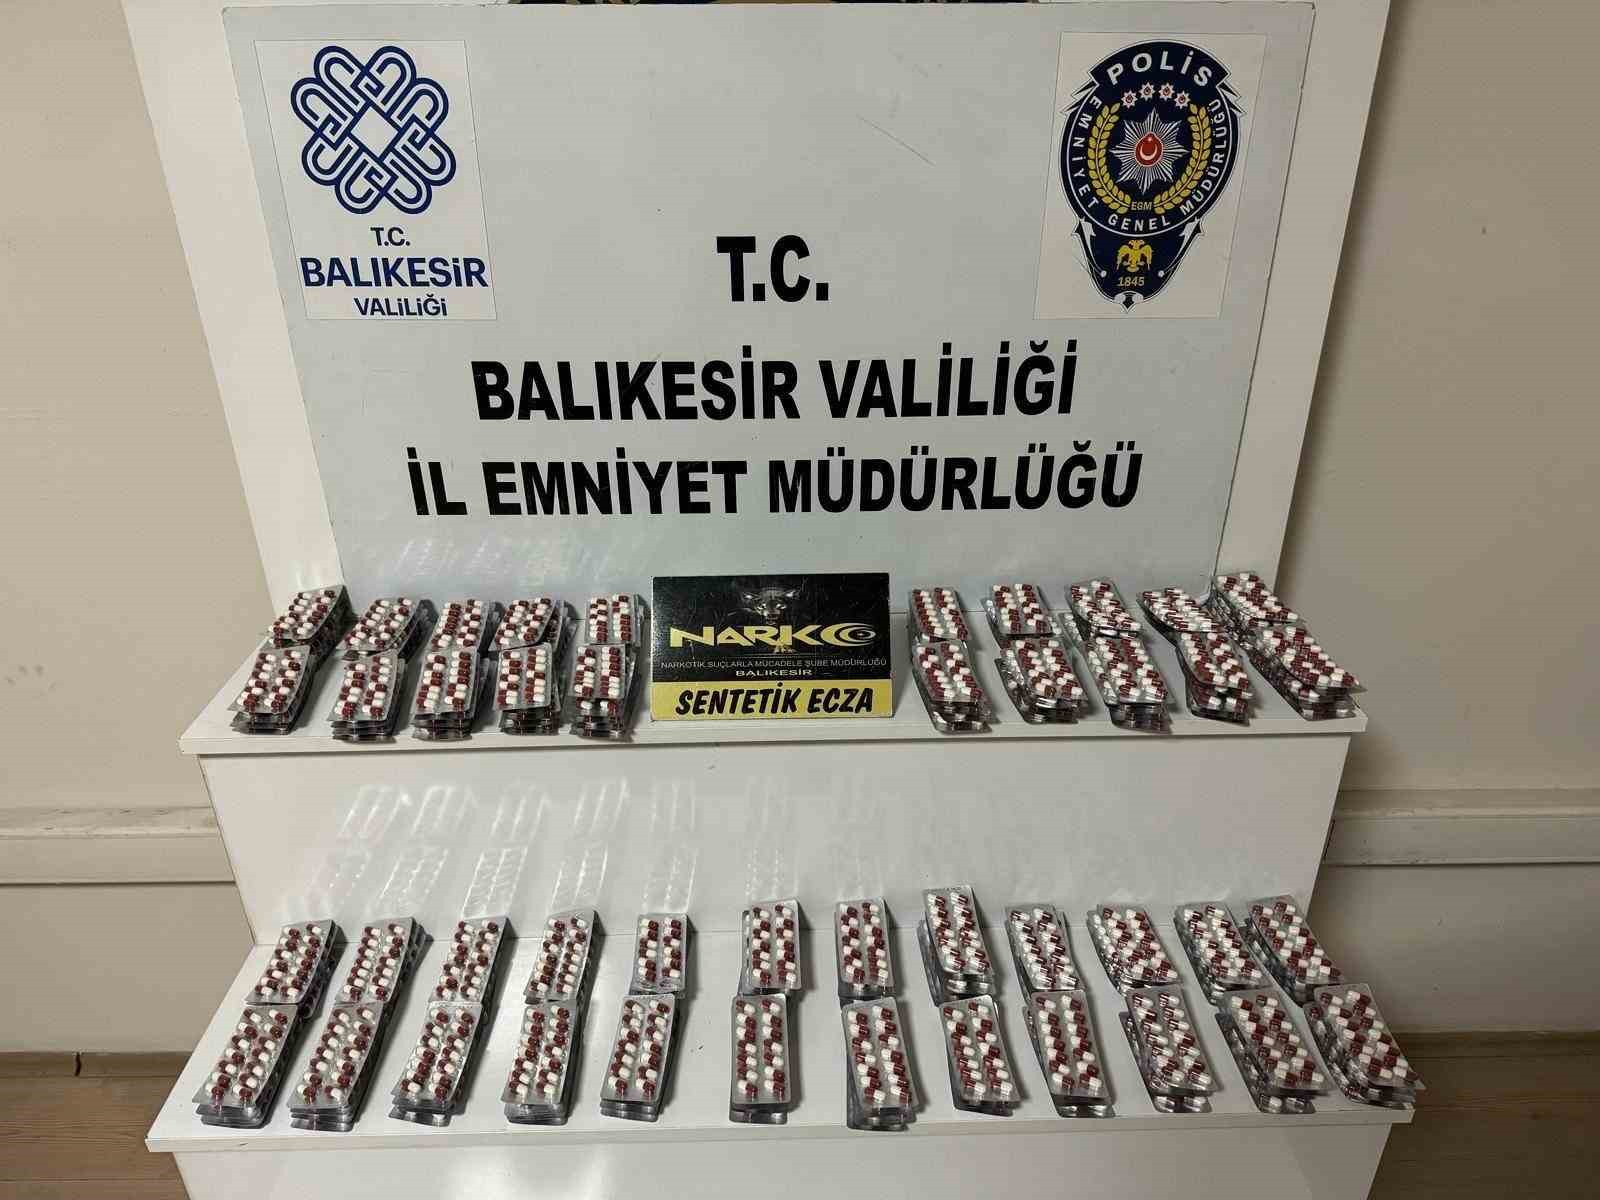 T.C.
BALIKESİR
VALİLİĞİ
POLİS
EMNİYET GENEL MÜDÜRLÜĞÜ
EGM
1845
T.C.
BALIKESİR VALİLİĞİ
İL EMNİYET MÜDÜRLÜĞÜ
NARKO
NARKOTİK SUÇLARLA MÜCADELE ŞUBE MÜDÜRLÜĞÜ
BALIKESİR
SENTETİK ECZA